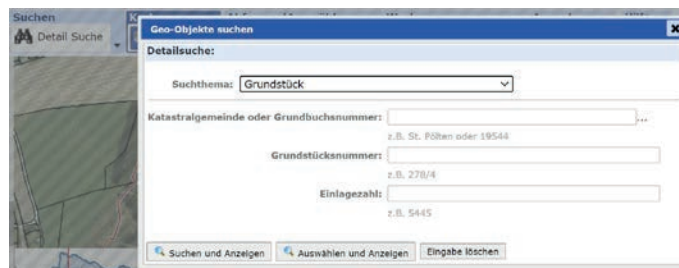 Suchen
Geo-Objekte suchen
Detail Suche
Detailsuche:
Suchthema: Grundstück
Katastralgemeinde oder Grundbuchsnummer: ...
z.B. St. Pölten oder 19544
Grundstücksnummer:
z.B. 278/4
Einlagezahl:
z.B. 5445
Suchen und Anzeigen Auswählen und Anzeigen Eingabe löschen